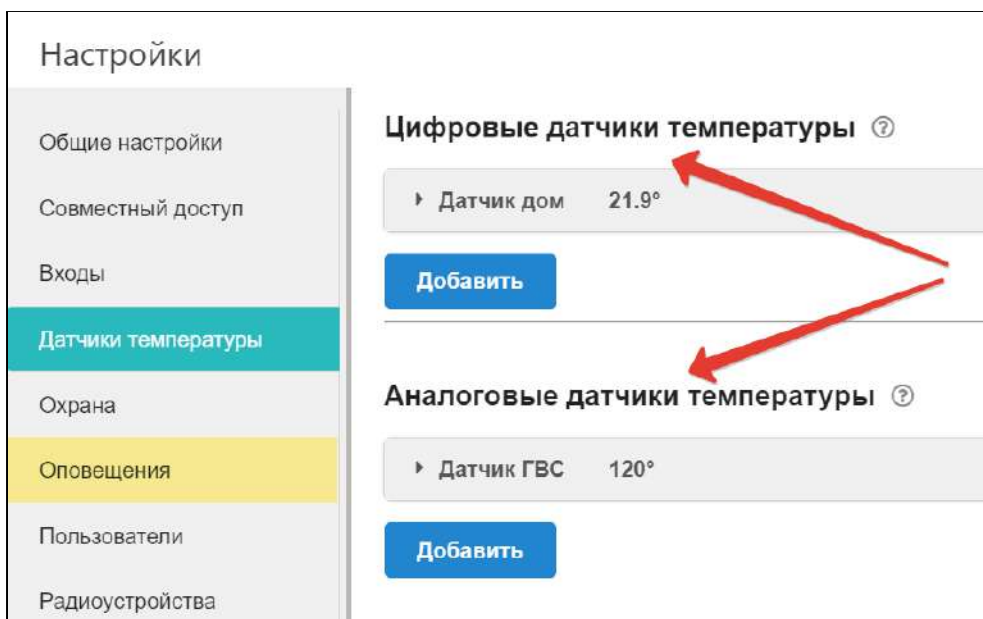 Настройки
Общие настройки
Совместный доступ
Входы
Датчики температуры
Охрана
Оповещения
Пользователи
Радиоустройства
Цифровые датчики температуры ?
Датчик дом 21.9°
Добавить
Аналоговые датчики температуры ?
Датчик ГВС 120°
Добавить